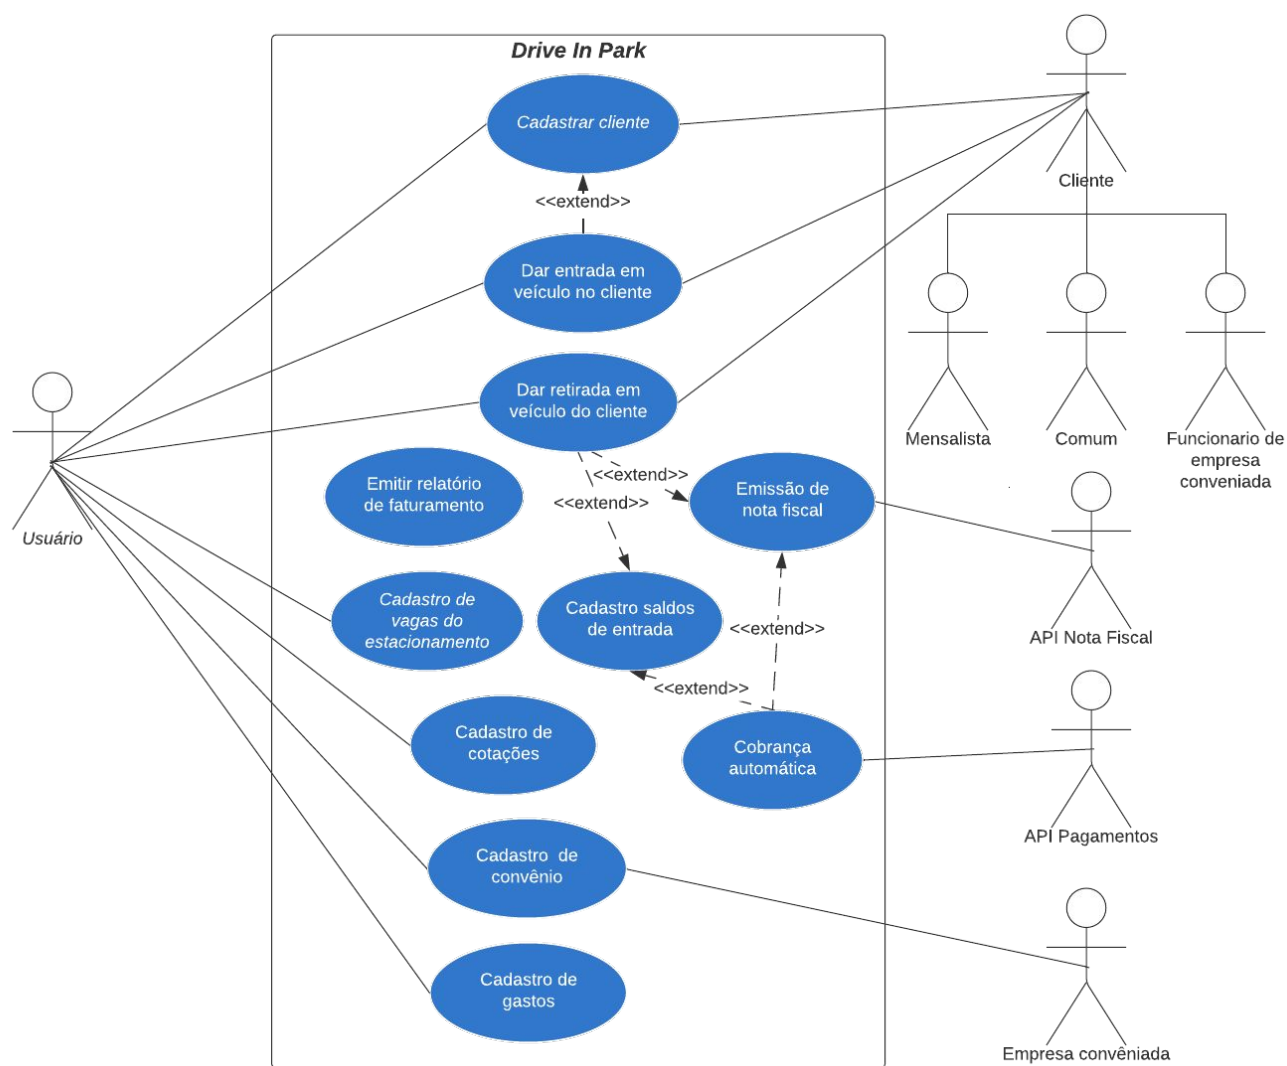 Drive In Park
Cadastrar cliente
<<extend>>
Dar entrada em
veículo no cliente
Dar retirada em
veículo do cliente
<<extend>>
<<extend>>
Emitir relatório
de faturamento
Emissão de
nota fiscal
Cadastro de
vagas do
estacionamento
Cadastro saldos
de entrada
<<extend>>
<<extend>>
Cadastro de
cotações
Cobrança
automática
Cadastro  de
convênio
Cadastro de
gastos
Usuário
Cliente
Mensalista
Comum
Funcionario de
empresa
conveniada
API Nota Fiscal
API Pagamentos
Empresa convêniada